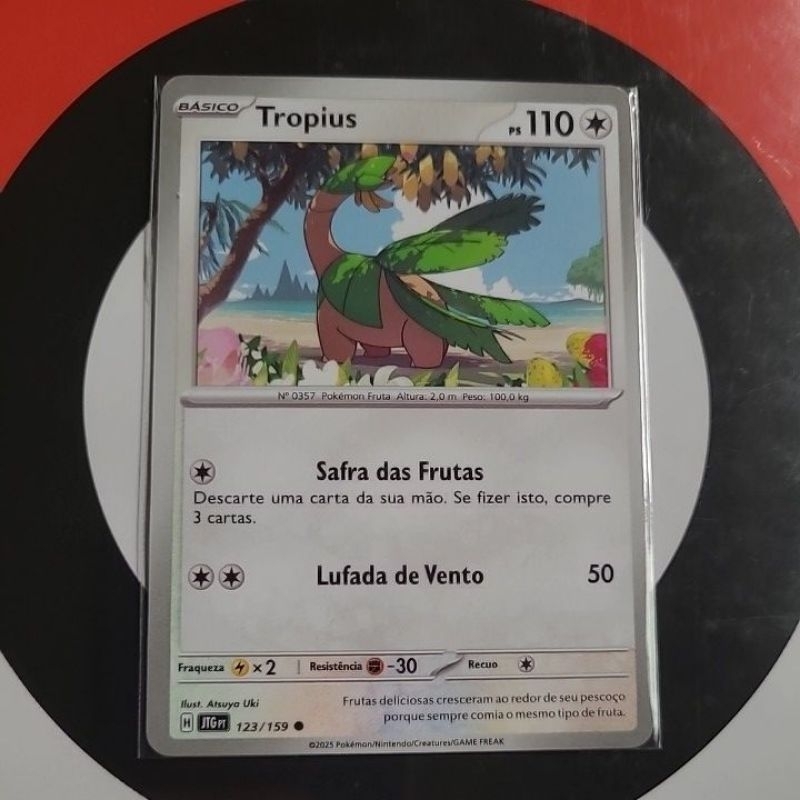 BÁSICO Tropius PS 110
Nº 0357 Pokémon Fruta Altura: 2,0 m Peso: 100,0 kg
Safra das Frutas
Descarte uma carta da sua mão. Se fizer isto, compre
3 cartas.
Lufada de Vento 50
Fraqueza ×2 Resistência -30 Recuo
Ilust. Atsuya Uki
Frutas deliciosas cresceram ao redor de seu pescoço
porque sempre comia o mesmo tipo de fruta.
H JTG PT 123/159
©2025 Pokémon/Nintendo/Creatures/GAME FREAK